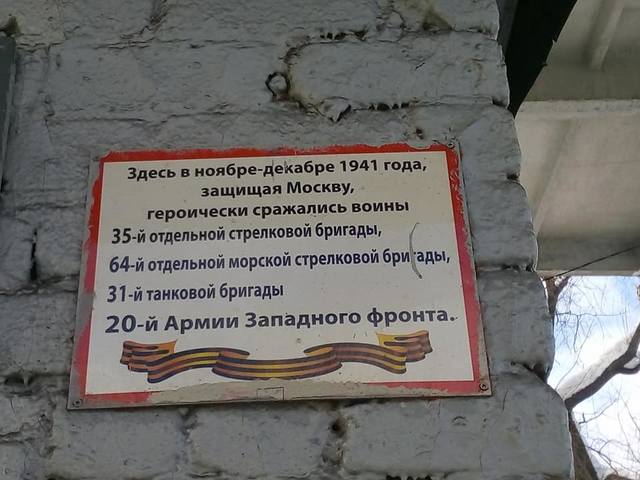 Здесь в ноябре-декабре 1941 года,
защищая Москву,
героически сражались воины
35-й отдельной стрелковой бригады,
64-й отдельной морской стрелковой бригады,
31-й танковой бригады
20-й Армии Западного фронта.